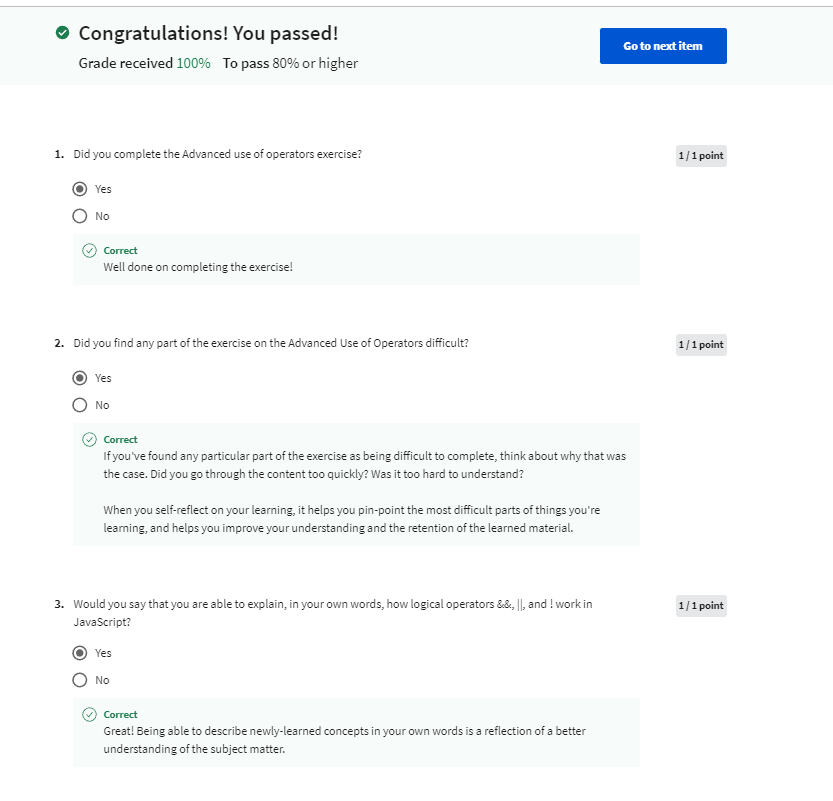 Congratulations! You passed!
Go to next item
Grade received 100% To pass 80% or higher
1. Did you complete the Advanced use of operators exercise?
1 / 1 point
Yes
No
Correct
Well done on completing the exercise!
2. Did you find any part of the exercise on the Advanced Use of Operators difficult?
1 / 1 point
Yes
No
Correct
If you've found any particular part of the exercise as being difficult to complete, think about why that was
the case. Did you go through the content too quickly? Was it too hard to understand?
When you self-reflect on your learning, it helps you pin-point the most difficult parts of things you're
learning, and helps you improve your understanding and the retention of the learned material.
3. Would you say that you are able to explain, in your own words, how logical operators &&, ||, and ! work in
JavaScript?
1 / 1 point
Yes
No
Correct
Great! Being able to describe newly-learned concepts in your own words is a reflection of a better
understanding of the subject matter.